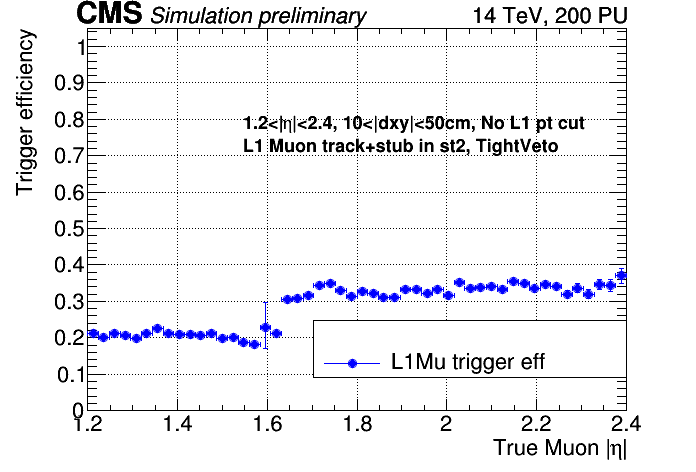 CMS Simulation preliminary 14 TeV, 200 PU
Trigger efficiency
1
0.9
0.8
0.7
0.6
0.5
0.4
0.3
0.2
0.1
0
1.2<|η|<2.4, 10<|dxy|<50cm, No L1 pt cut
L1 Muon track+stub in st2, TightVeto
L1Mu trigger eff
1.2 1.4 1.6 1.8 2 2.2 2.4
True Muon |η|